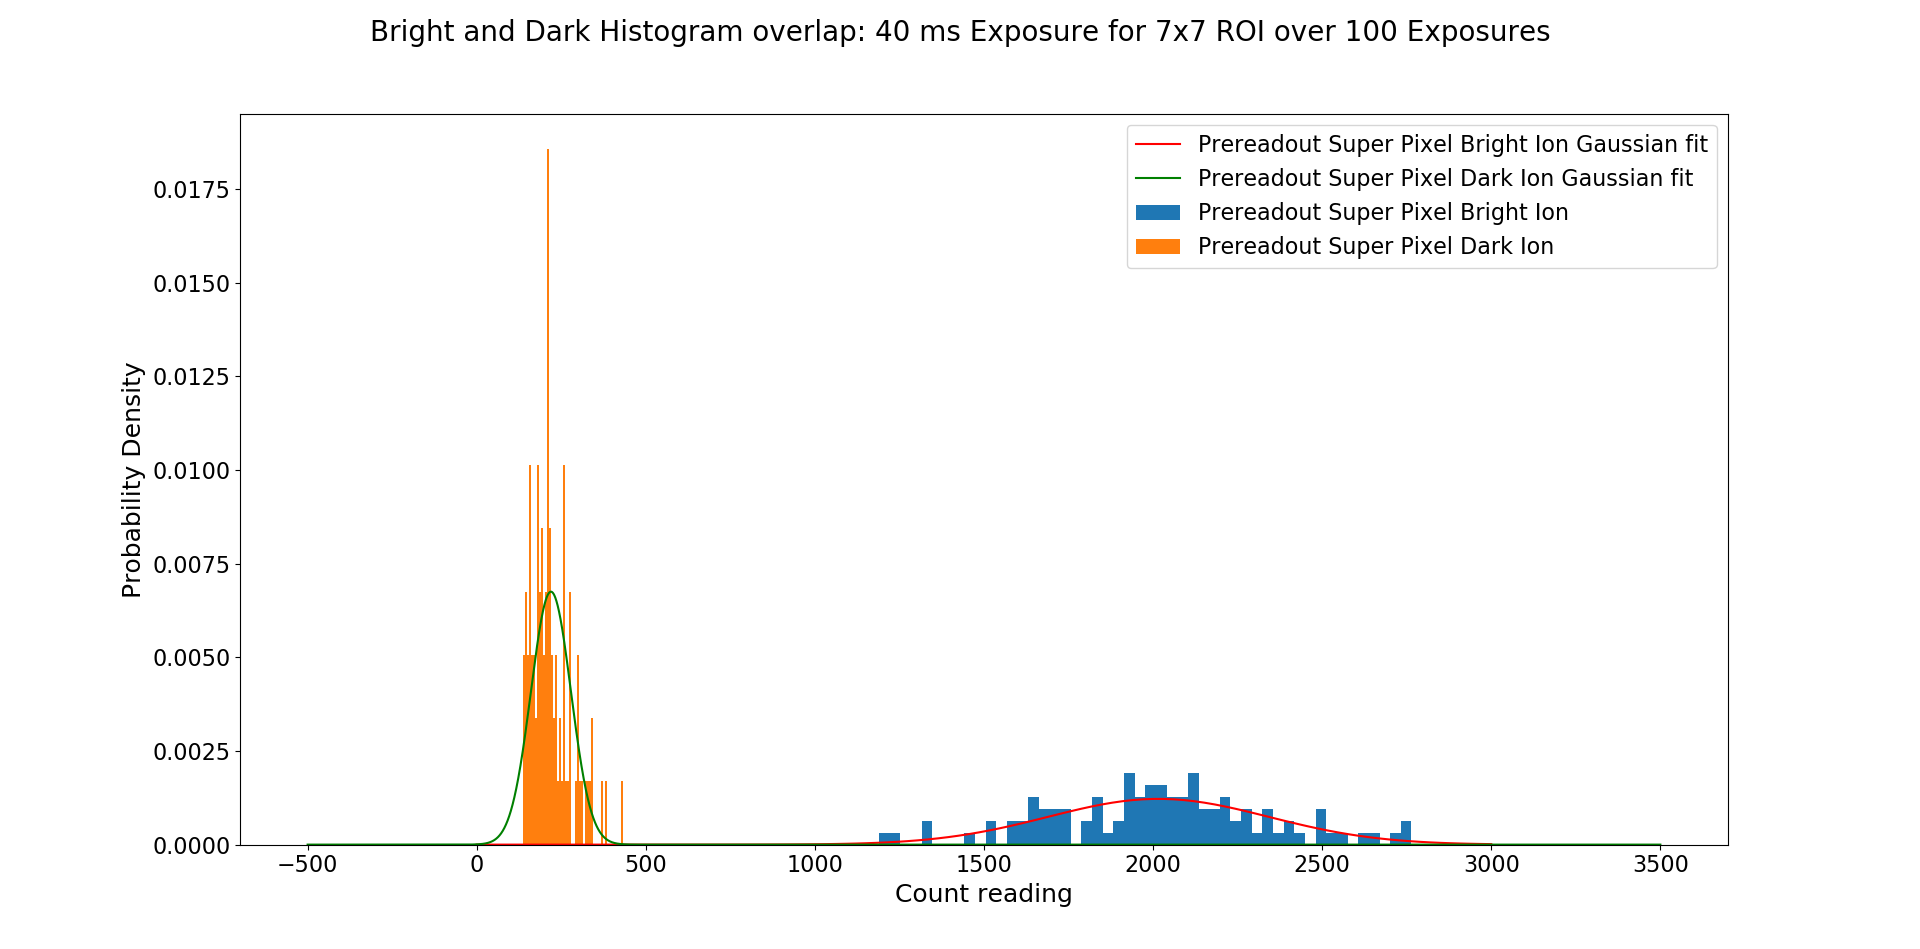 Bright and Dark Histogram overlap: 40 ms Exposure for 7x7 ROI over 100 Exposures
Prereadout Super Pixel Bright Ion Gaussian fit
Prereadout Super Pixel Dark Ion Gaussian fit
Prereadout Super Pixel Bright Ion
Prereadout Super Pixel Dark Ion
Probability Density
0.0175
0.0150
0.0125
0.0100
0.0075
0.0050
0.0025
0.0000
−500 0 500 1000 1500 2000 2500 3000 3500
Count reading